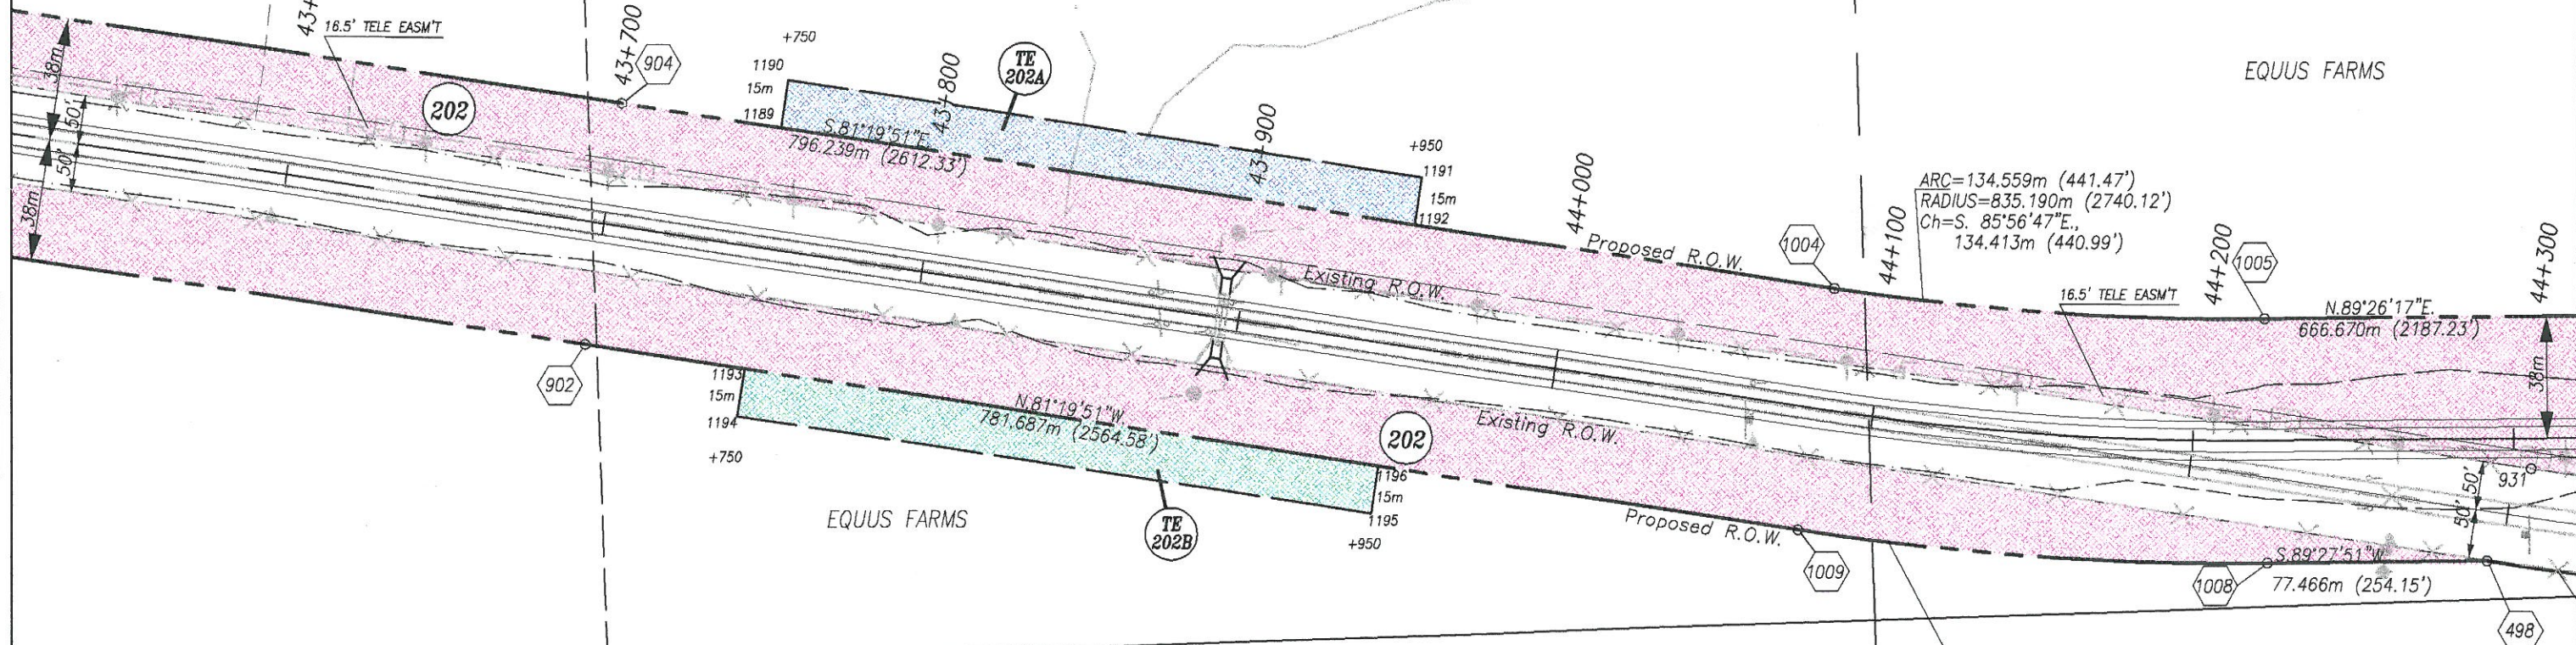 43+
16.5' TELE EASM'T
38m
50'
50'
38m
202
43+700
904
+750
1190
15m
1189
TE
202A
43+800
S.81°19'51"E.
796.239m (2612.33')
43+900
+950
1191
15m
1192
44+000
Proposed R.O.W.
Existing R.O.W.
1004
44+100
ARC=134.559m (441.47')
RADIUS=835.190m (2740.12')
Ch=S. 85°56'47"E.,
134.413m (440.99')
EQUUS FARMS
16.5' TELE EASM'T
44+200
1005
N.89°26'17"E.
666.670m (2187.23')
44+300
38m
902
1193
15m
1194
+750
N.81°19'51"W.
781.687m (2564.58')
EQUUS FARMS
TE
202B
202
1196
15m
1195
+950
Existing R.O.W.
Proposed R.O.W.
1009
50'
50'
931
S.89°27'51"W.
77.466m (254.15')
1008
498